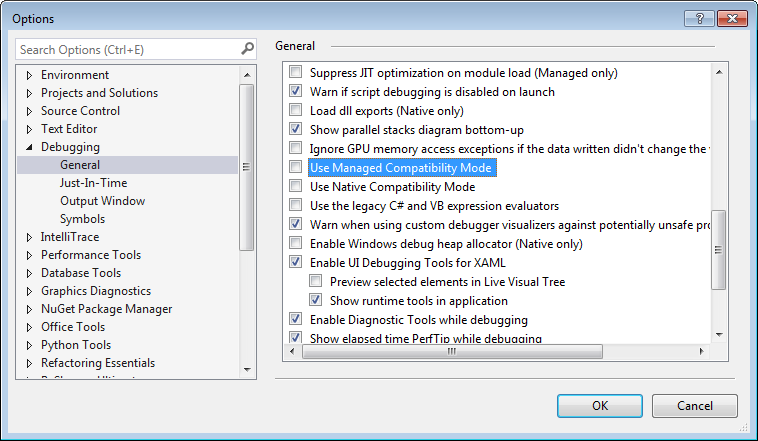 Options
Search Options (Ctrl+E)
Environment
Projects and Solutions
Source Control
Text Editor
Debugging
General
Just-In-Time
Output Window
Symbols
IntelliTrace
Performance Tools
Database Tools
Graphics Diagnostics
NuGet Package Manager
Office Tools
Python Tools
Refactoring Essentials
General
Suppress JIT optimization on module load (Managed only)
Warn if script debugging is disabled on launch
Load dll exports (Native only)
Show parallel stacks diagram bottom-up
Ignore GPU memory access exceptions if the data written didn't change the
Use Managed Compatibility Mode
Use Native Compatibility Mode
Use the legacy C# and VB expression evaluators
Warn when using custom debugger visualizers against potentially unsafe pro
Enable Windows debug heap allocator (Native only)
Enable UI Debugging Tools for XAML
Preview selected elements in Live Visual Tree
Show runtime tools in application
Enable Diagnostic Tools while debugging
Show elapsed time PerfTip while debugging
OK
Cancel